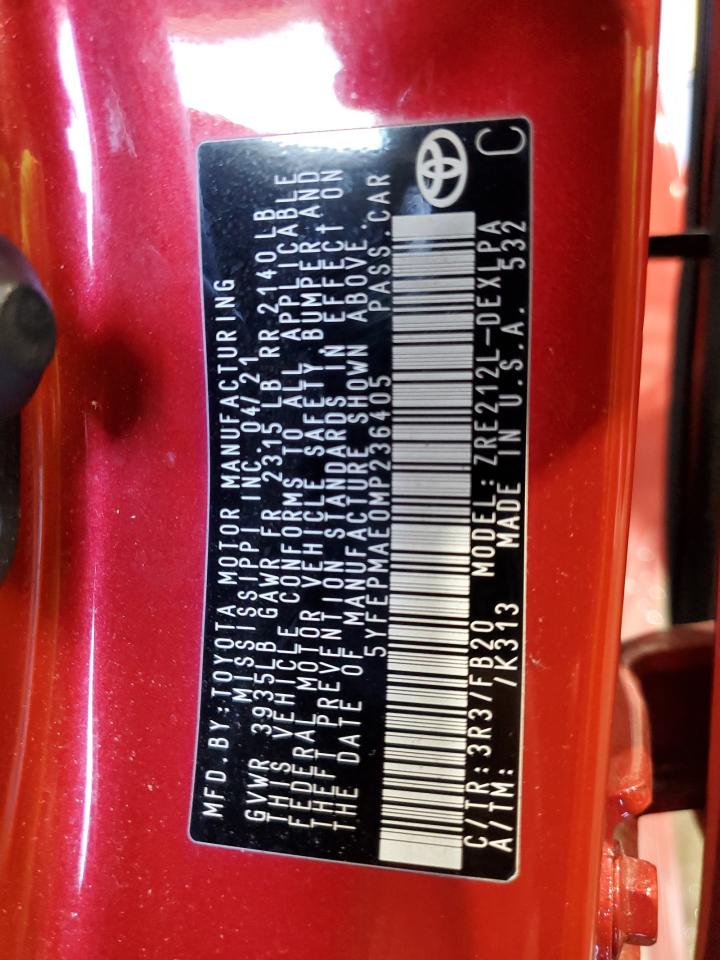 MFD.BY:TOYOTA MOTOR MANUFACTURING
MISSISSIPPI INC. 04/21
GVWR 3935LB GAWR FR 2315LB RR 2140LB
THIS VEHICLE CONFORMS TO ALL APPLICABLE
FEDERAL MOTOR VEHICLE SAFETY BUMPER AND
THEFT PREVENTION STANDARDS IN EFFECT ON
THE DATE OF MANUFACTURE SHOWN ABOVE.
5YFEPMAE0MP236405 PASS.CAR
C/TR:3R3/FB20 MODEL:ZRE212L-DEXLPA
A/TM: /K313 MADE IN U.S.A. 532
C